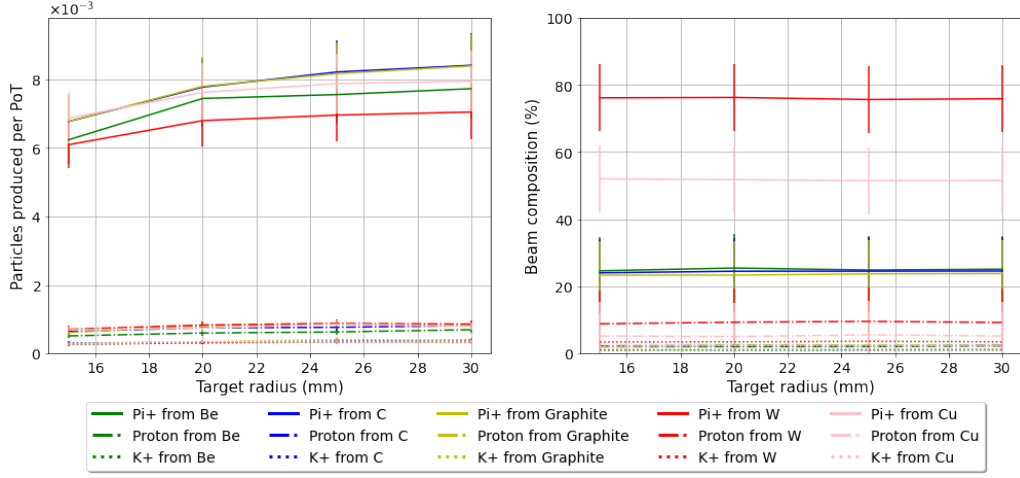 ×10⁻³
8
6
4
2
0
Particles produced per PoT
16 18 20 22 24 26 28 30
Target radius (mm)
100
80
60
40
20
0
Beam composition (%)
16 18 20 22 24 26 28 30
Target radius (mm)
Pi+ from Be Pi+ from C Pi+ from Graphite Pi+ from W Pi+ from Cu
Proton from Be Proton from C Proton from Graphite Proton from W Proton from Cu
K+ from Be K+ from C K+ from Graphite K+ from W K+ from Cu